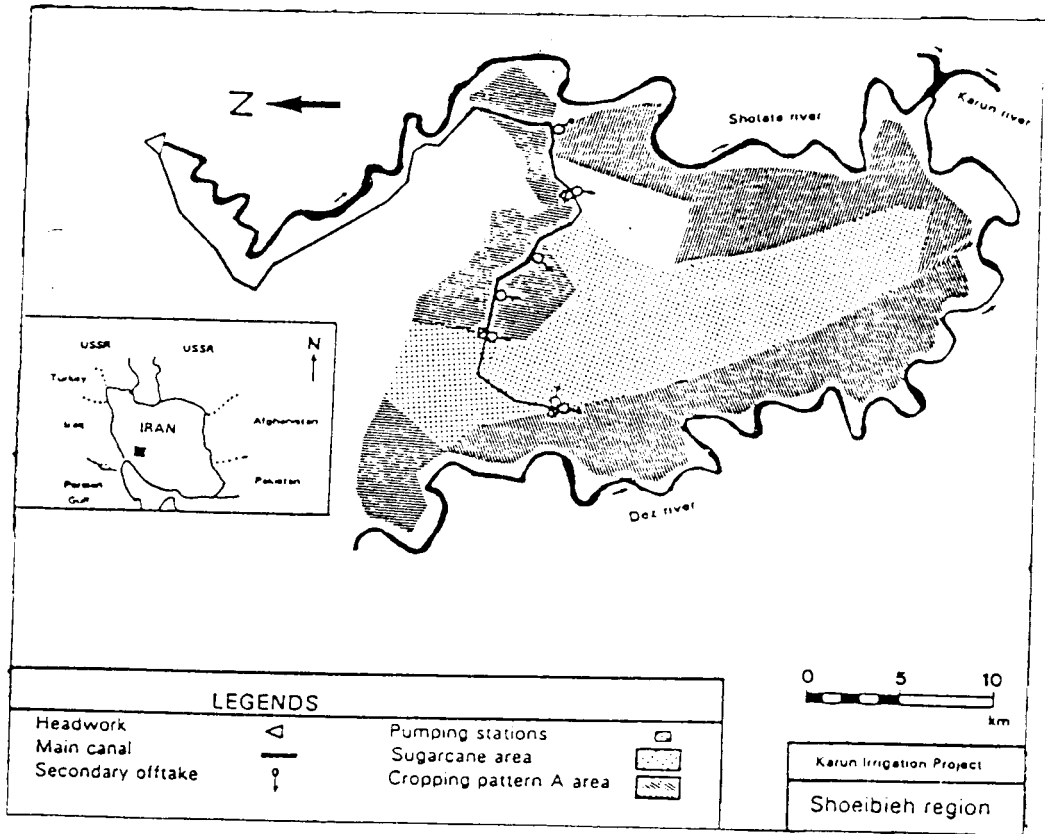 Z
Sholate river
Karun river
Dez river
USSR USSR
N
Turkey
Iraq
IRAN
Afghanistan
Persian
Gulf
Pakistan
LEGENDS
Headwork
Main canal
Secondary offtake
Pumping stations
Sugarcane area
Cropping pattern A area
0 5 10
km
Karun Irrigation Project
Shoeibieh region